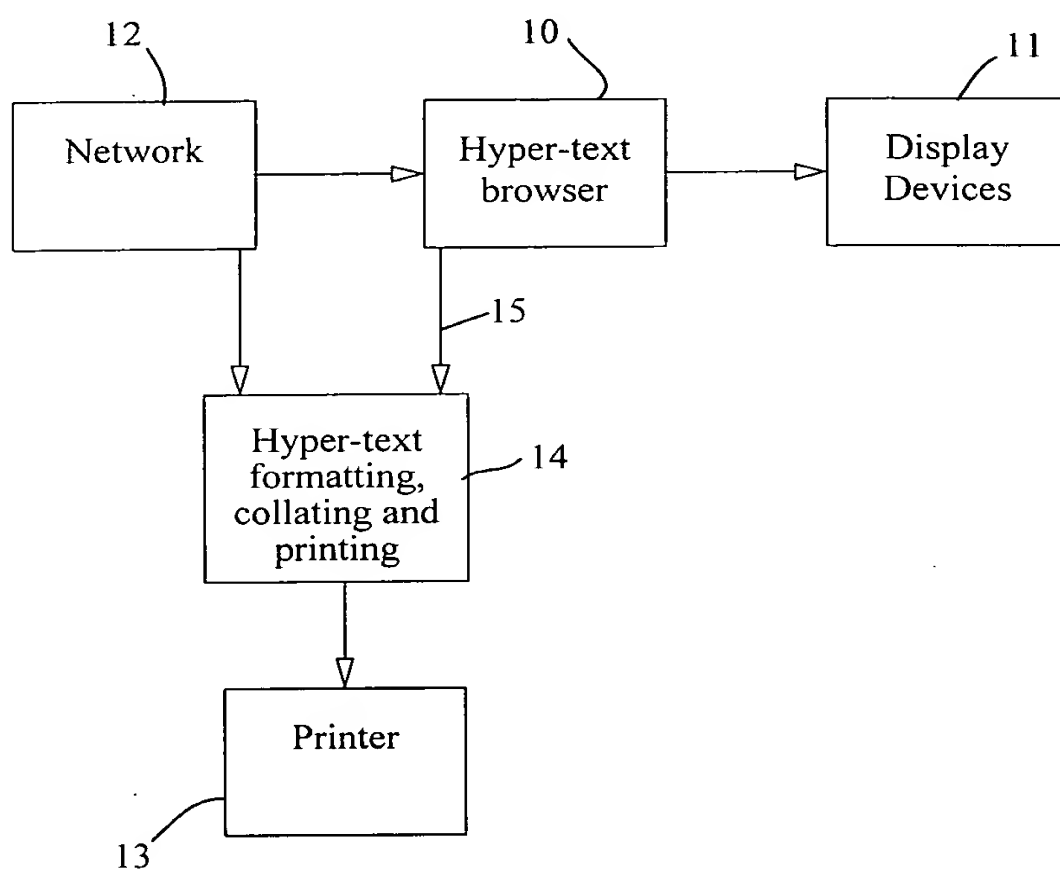 12
10
11
Network
Hyper-text
browser
Display
Devices
15
Hyper-text
formatting,
collating and
printing
14
Printer
13